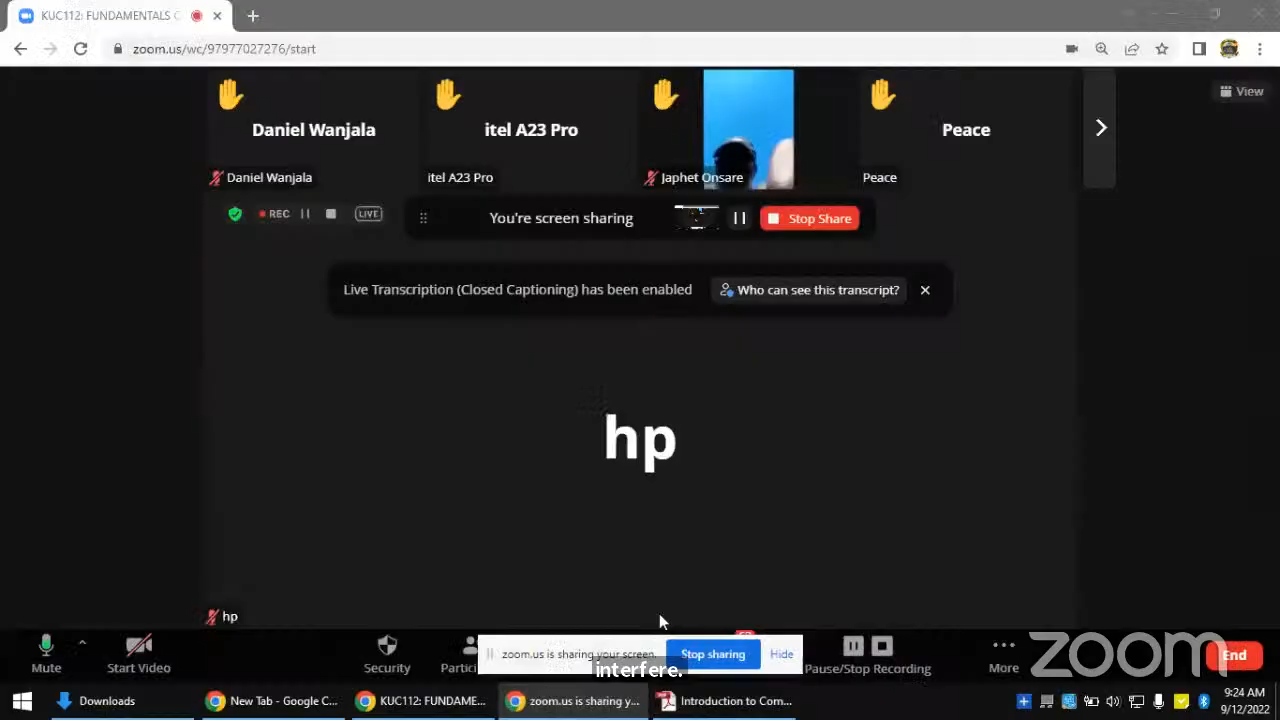 KUC112: FUNDAMENTALS C
zoom.us/wc/97977027276/start
View
Daniel Wanjala
itel A23 Pro
Peace
Daniel Wanjala
itel A23 Pro
Japhet Onsare
Peace
REC
LIVE
You're screen sharing
Stop Share
Live Transcription (Closed Captioning) has been enabled
Who can see this transcript?
hp
hp
Mute
Start Video
Security
Partici
zoom.us is sharing your screen.
Stop sharing
Hide
interfere.
Pause/Stop Recording
More
zoom
End
Downloads
New Tab - Google C...
KUC112: FUNDAME...
zoom.us is sharing y...
Introduction to Com...
9:24 AM
9/12/2022